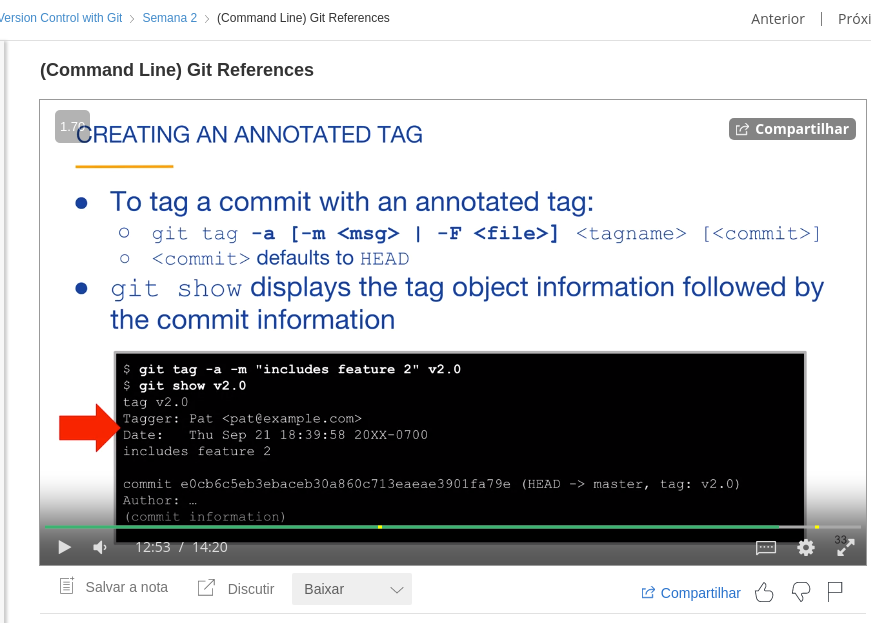 Version Control with Git > Semana 2 > (Command Line) Git References
Anterior | Próxi
(Command Line) Git References
1.70
CREATING AN ANNOTATED TAG
Compartilhar
● To tag a commit with an annotated tag:
○ git tag -a [-m <msg> | -F <file>] <tagname> [<commit>]
○ <commit> defaults to HEAD
● git show displays the tag object information followed by
the commit information
$ git tag -a -m "includes feature 2" v2.0
$ git show v2.0
tag v2.0
Tagger: Pat <pat@example.com>
Date: Thu Sep 21 18:39:58 20XX-0700
includes feature 2
commit e0cb6c5eb3ebaceb30a860c713eaeae3901fa79e (HEAD -> master, tag: v2.0)
Author: …
(commit information)
12:53 / 14:20
33
Salvar a nota
Discutir
Baixar
Compartilhar